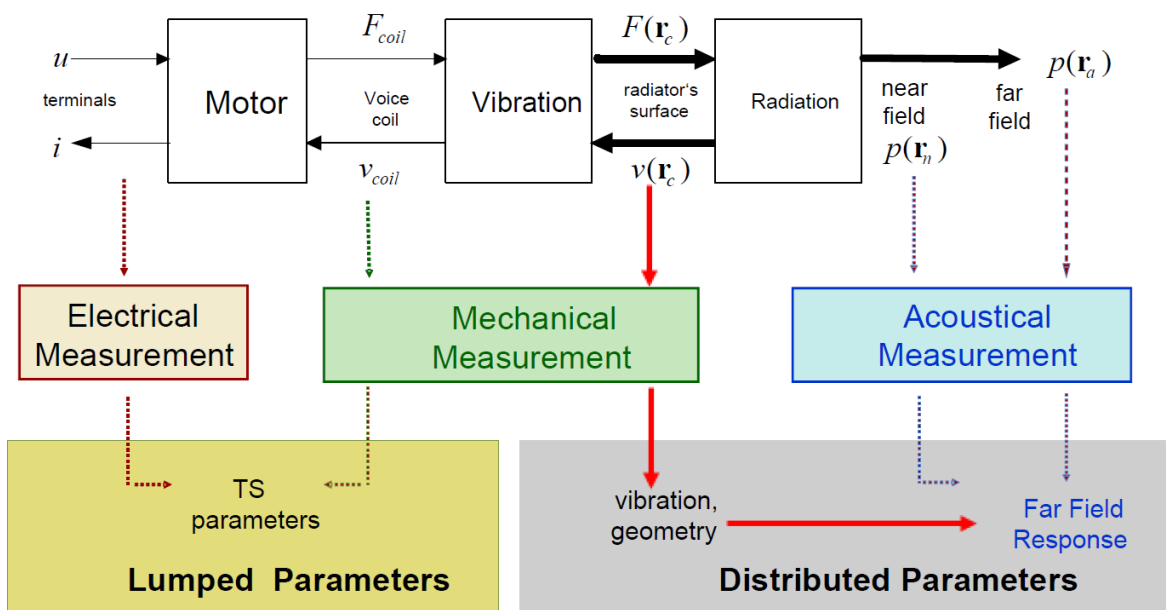 u
terminals
i
Motor
F_coil
Voice
coil
v_coil
Vibration
F(r_c)
radiator's
surface
v(r_c)
Radiation
near
field
p(r_n)
far
field
p(r_a)
Electrical
Measurement
Mechanical
Measurement
Acoustical
Measurement
TS
parameters
Lumped Parameters
vibration,
geometry
Far Field
Response
Distributed Parameters